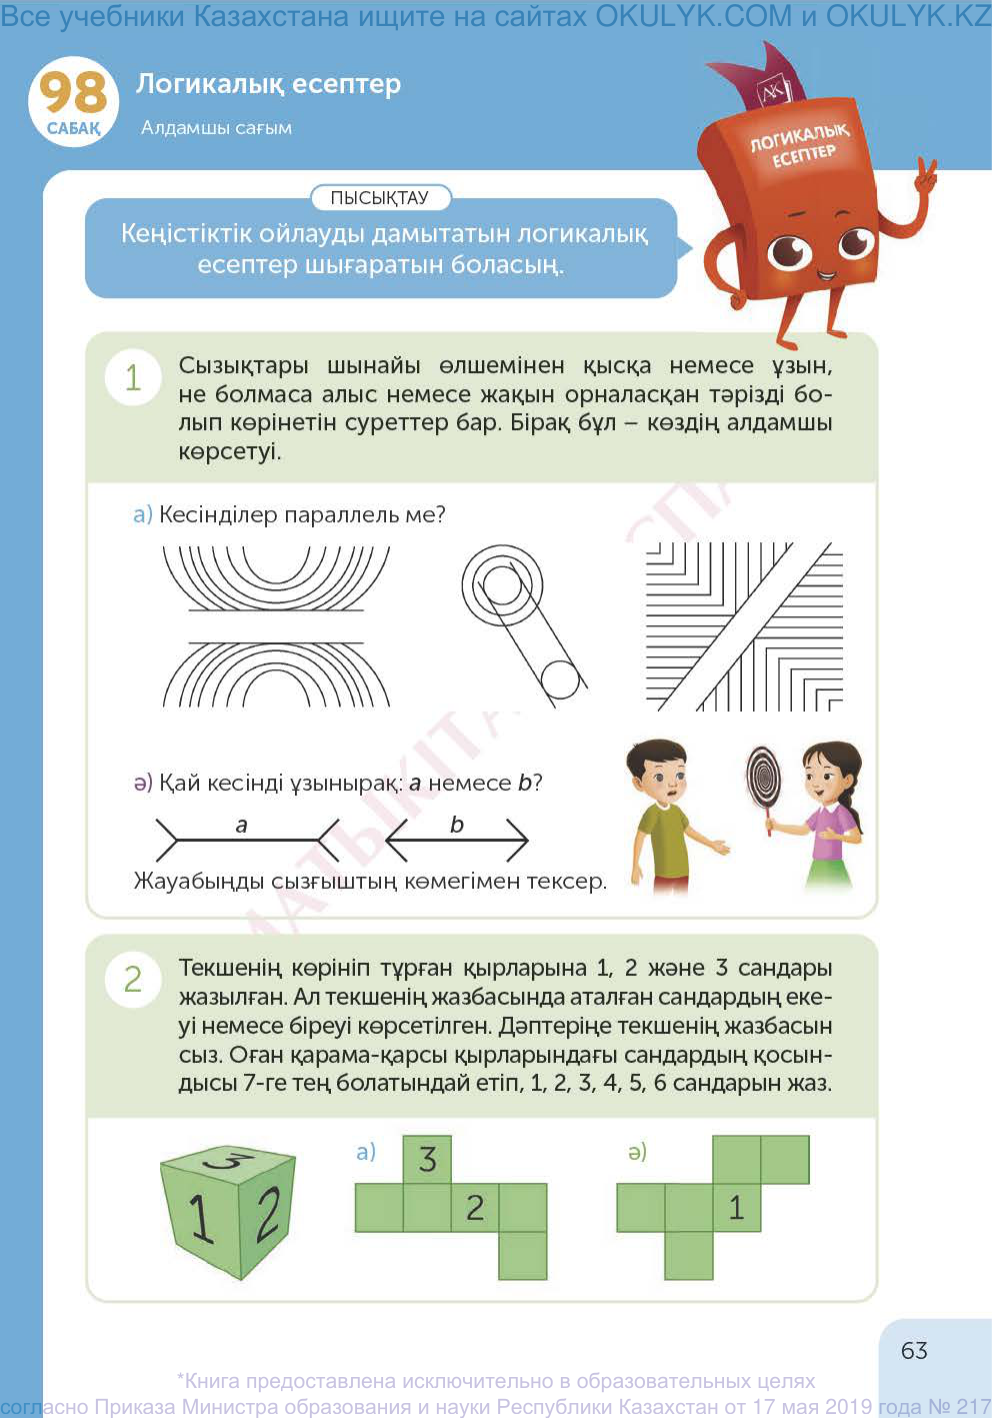 Все учебники Казахстана ищите на сайтах OKULYK.COM и OKULYK.KZ
98
САБАҚ
Логикалық есептер
Алдамшы сағым
АК
ЛОГИКАЛЫҚ
ЕСЕПТЕР
ПЫСЫҚТАУ
Кеңістіктік ойлауды дамытатын логикалық
есептер шығаратын боласың.
1
Сызықтары шынайы өлшемінен қысқа немесе ұзын,
не болмаса алыс немесе жақын орналасқан тәрізді бо-
лып көрінетін суреттер бар. Бірақ бұл – көздің алдамшы
көрсетуі.
а) Кесінділер параллель ме?
ә) Қай кесінді ұзынырақ: a немесе b?
a b
Жауабыңды сызғыштың көмегімен тексер.
2
Текшенің көрініп тұрған қырларына 1, 2 және 3 сандары
жазылған. Ал текшенің жазбасында аталған сандардың еке-
уі немесе біреуі көрсетілген. Дәптеріңе текшенің жазбасын
сыз. Оған қарама-қарсы қырларындағы сандардың қосын-
дысы 7-ге тең болатындай етіп, 1, 2, 3, 4, 5, 6 сандарын жаз.
3
1 2
а)
3
2
ә)
1
63
*Книга предоставлена исключительно в образовательных целях
согласно Приказа Министра образования и науки Республики Казахстан от 17 мая 2019 года № 217